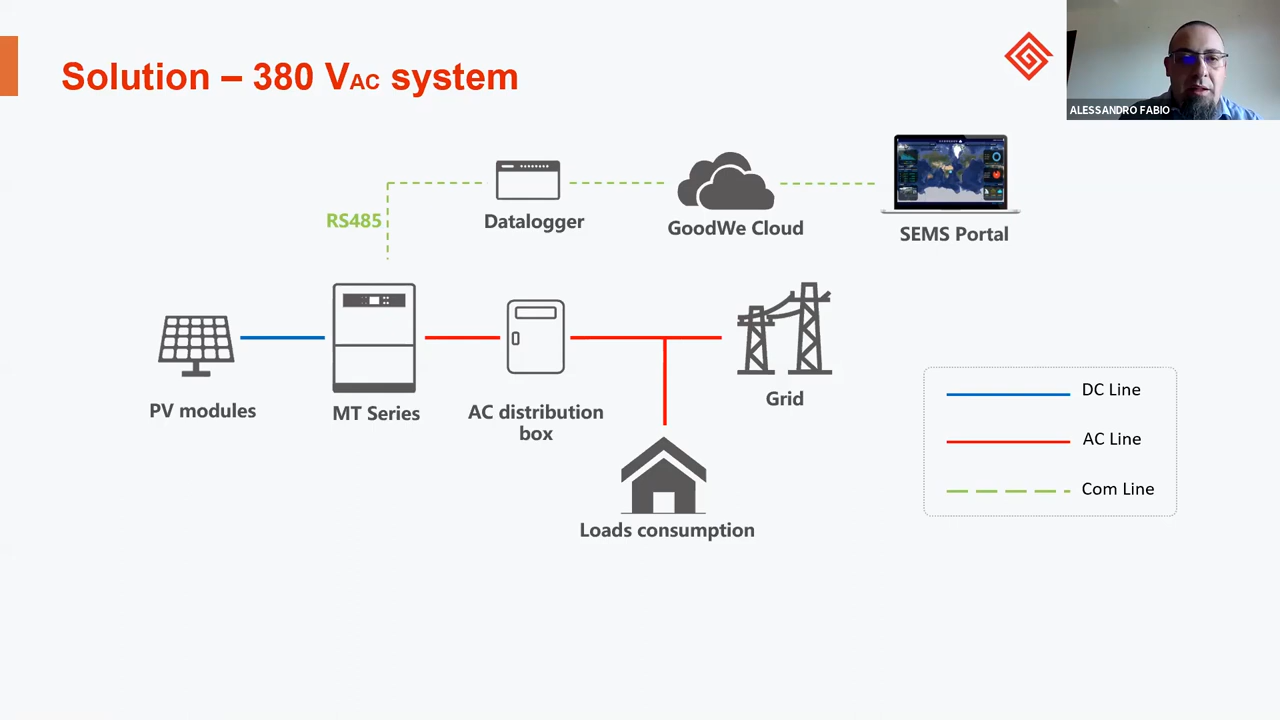 Solution – 380 VAC system
ALESSANDRO FABIO
RS485
Datalogger
GoodWe Cloud
SEMS Portal
PV modules
MT Series
AC distribution
box
Grid
Loads consumption
DC Line
AC Line
Com Line